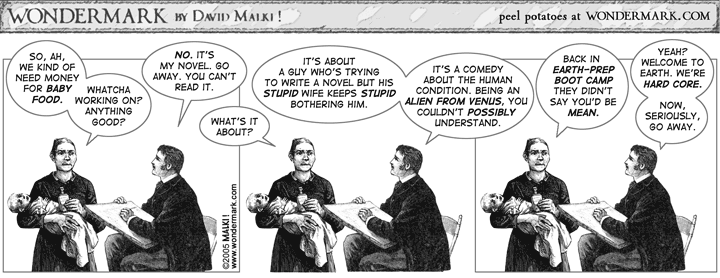 WONDERMARK BY DAVID MALKI !
peel potatoes at WONDERMARK.COM
SO, AH,
WE KIND OF
NEED MONEY
FOR BABY
FOOD.
WHATCHA
WORKING ON?
ANYTHING
GOOD?
NO. IT'S
MY NOVEL. GO
AWAY. YOU CAN'T
READ IT.
WHAT'S IT
ABOUT?
IT'S ABOUT
A GUY WHO'S TRYING
TO WRITE A NOVEL BUT HIS
STUPID WIFE KEEPS STUPID
BOTHERING HIM.
IT'S A COMEDY
ABOUT THE HUMAN
CONDITION. BEING AN
ALIEN FROM VENUS, YOU
COULDN'T POSSIBLY
UNDERSTAND.
BACK IN
EARTH-PREP
BOOT CAMP
THEY DIDN'T
SAY YOU'D BE
MEAN.
YEAH?
WELCOME TO
EARTH. WE'RE
HARD CORE.
NOW,
SERIOUSLY,
GO AWAY.
©2005 MALKI!
www.wondermark.com